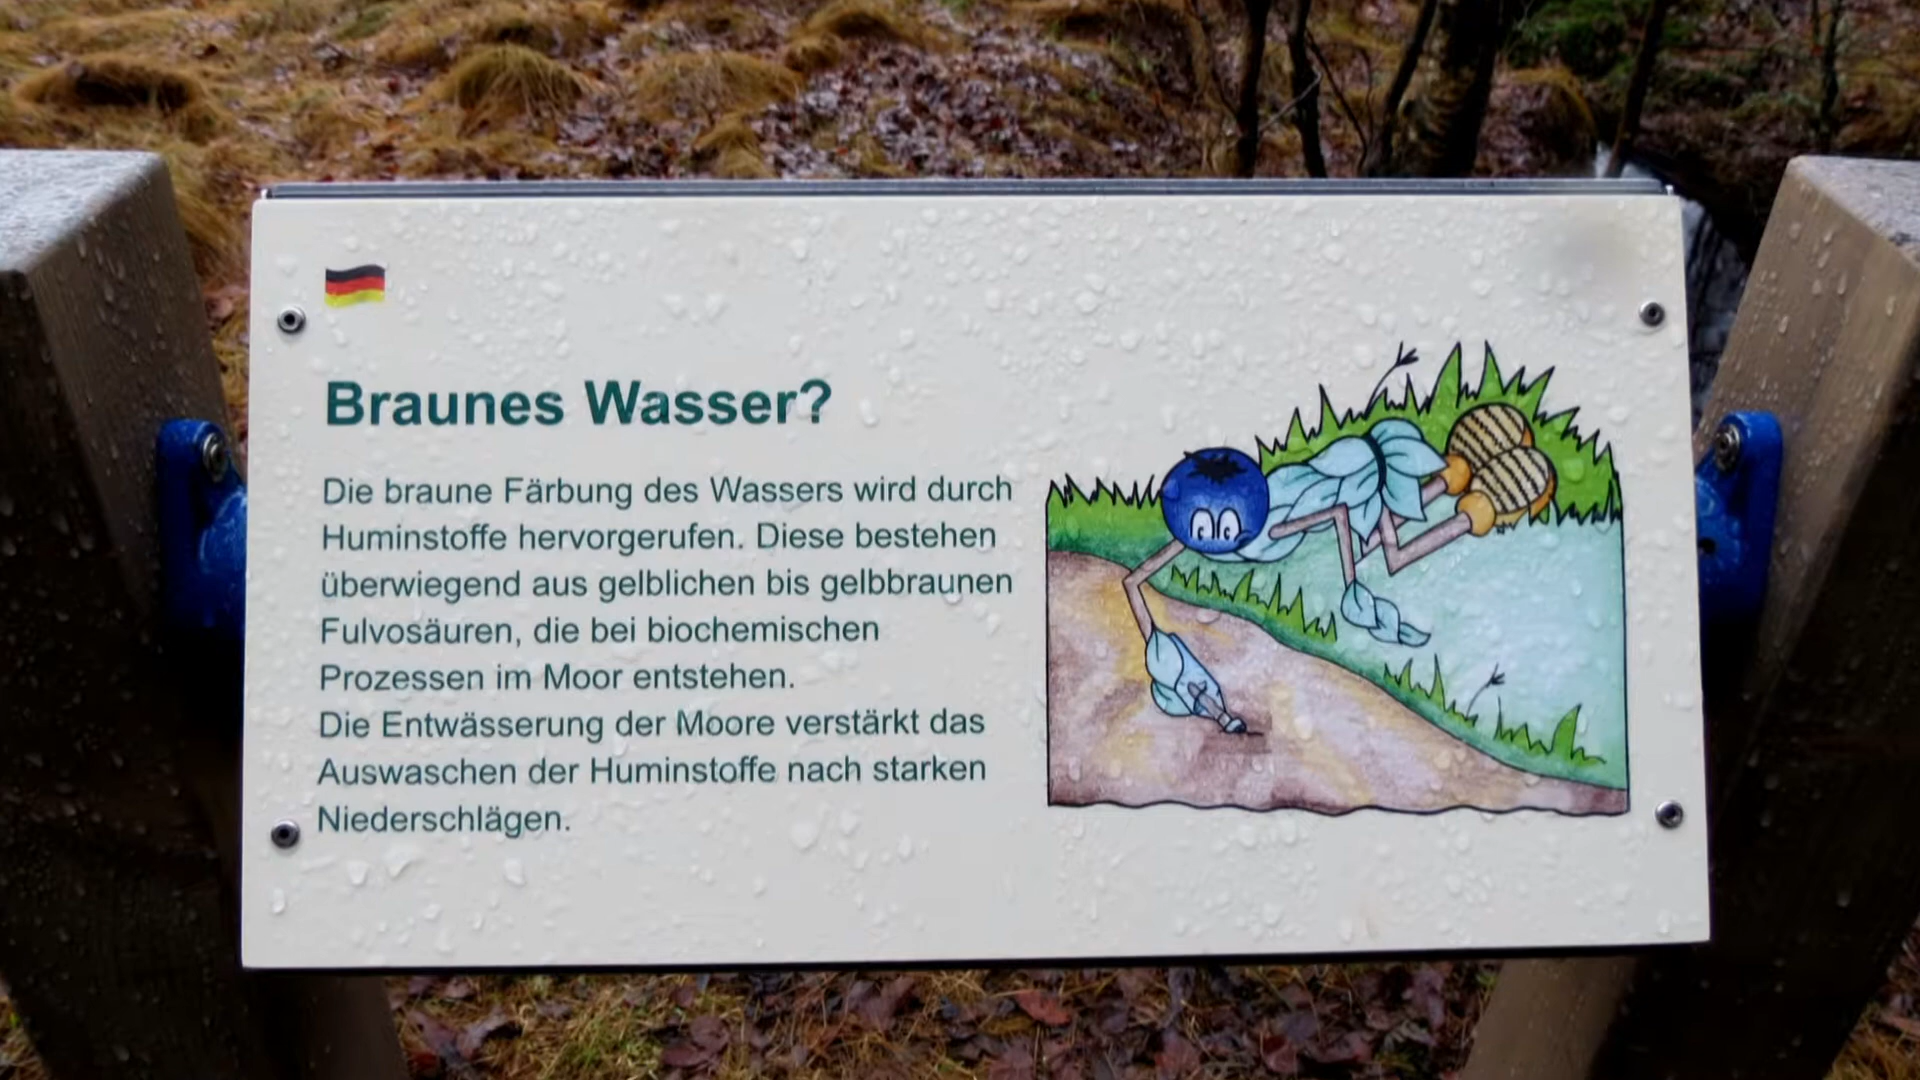 Braunes Wasser?
Die braune Färbung des Wassers wird durch
Huminstoffe hervorgerufen. Diese bestehen
überwiegend aus gelblichen bis gelbbraunen
Fulvosäuren, die bei biochemischen
Prozessen im Moor entstehen.
Die Entwässerung der Moore verstärkt das
Auswaschen der Huminstoffe nach starken
Niederschlägen.